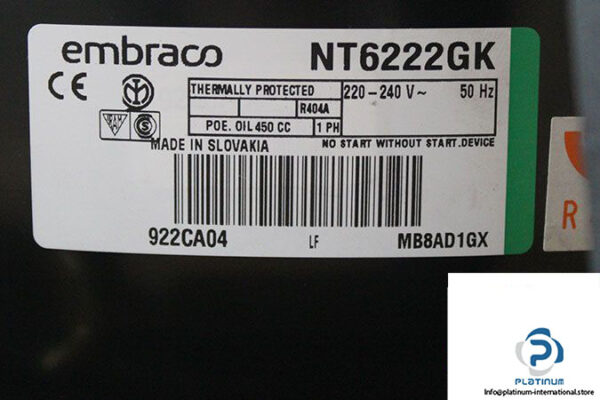 embraco NT6222GK
CE
THERMALLY PROTECTED 220-240 V~ 50 Hz
R404A
POE. OIL 450 CC 1 PH
NO START WITHOUT START.DEVICE
MADE IN SLOVAKIA
922CA04 LF MB8AD1GX
R
PLATINUM
Info@platinum-international.store